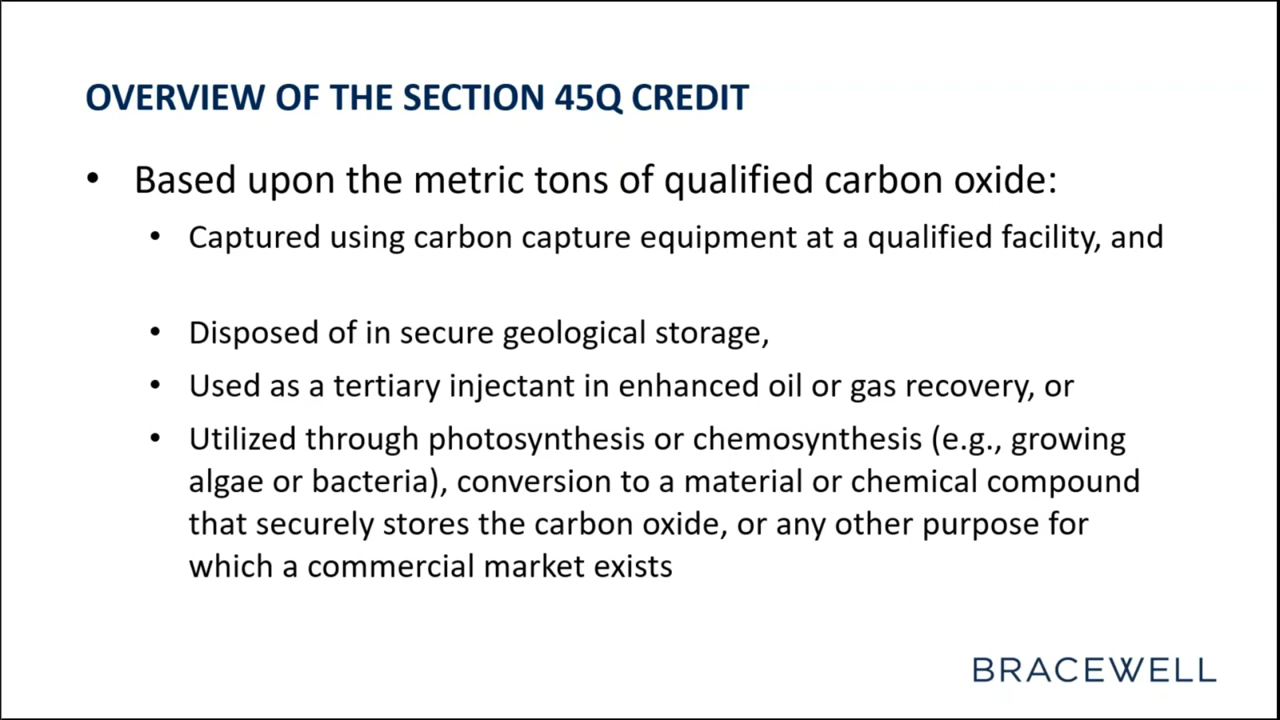 OVERVIEW OF THE SECTION 45Q CREDIT
• Based upon the metric tons of qualified carbon oxide:
• Captured using carbon capture equipment at a qualified facility, and
• Disposed of in secure geological storage,
• Used as a tertiary injectant in enhanced oil or gas recovery, or
• Utilized through photosynthesis or chemosynthesis (e.g., growing
algae or bacteria), conversion to a material or chemical compound
that securely stores the carbon oxide, or any other purpose for
which a commercial market exists
BRACEWELL